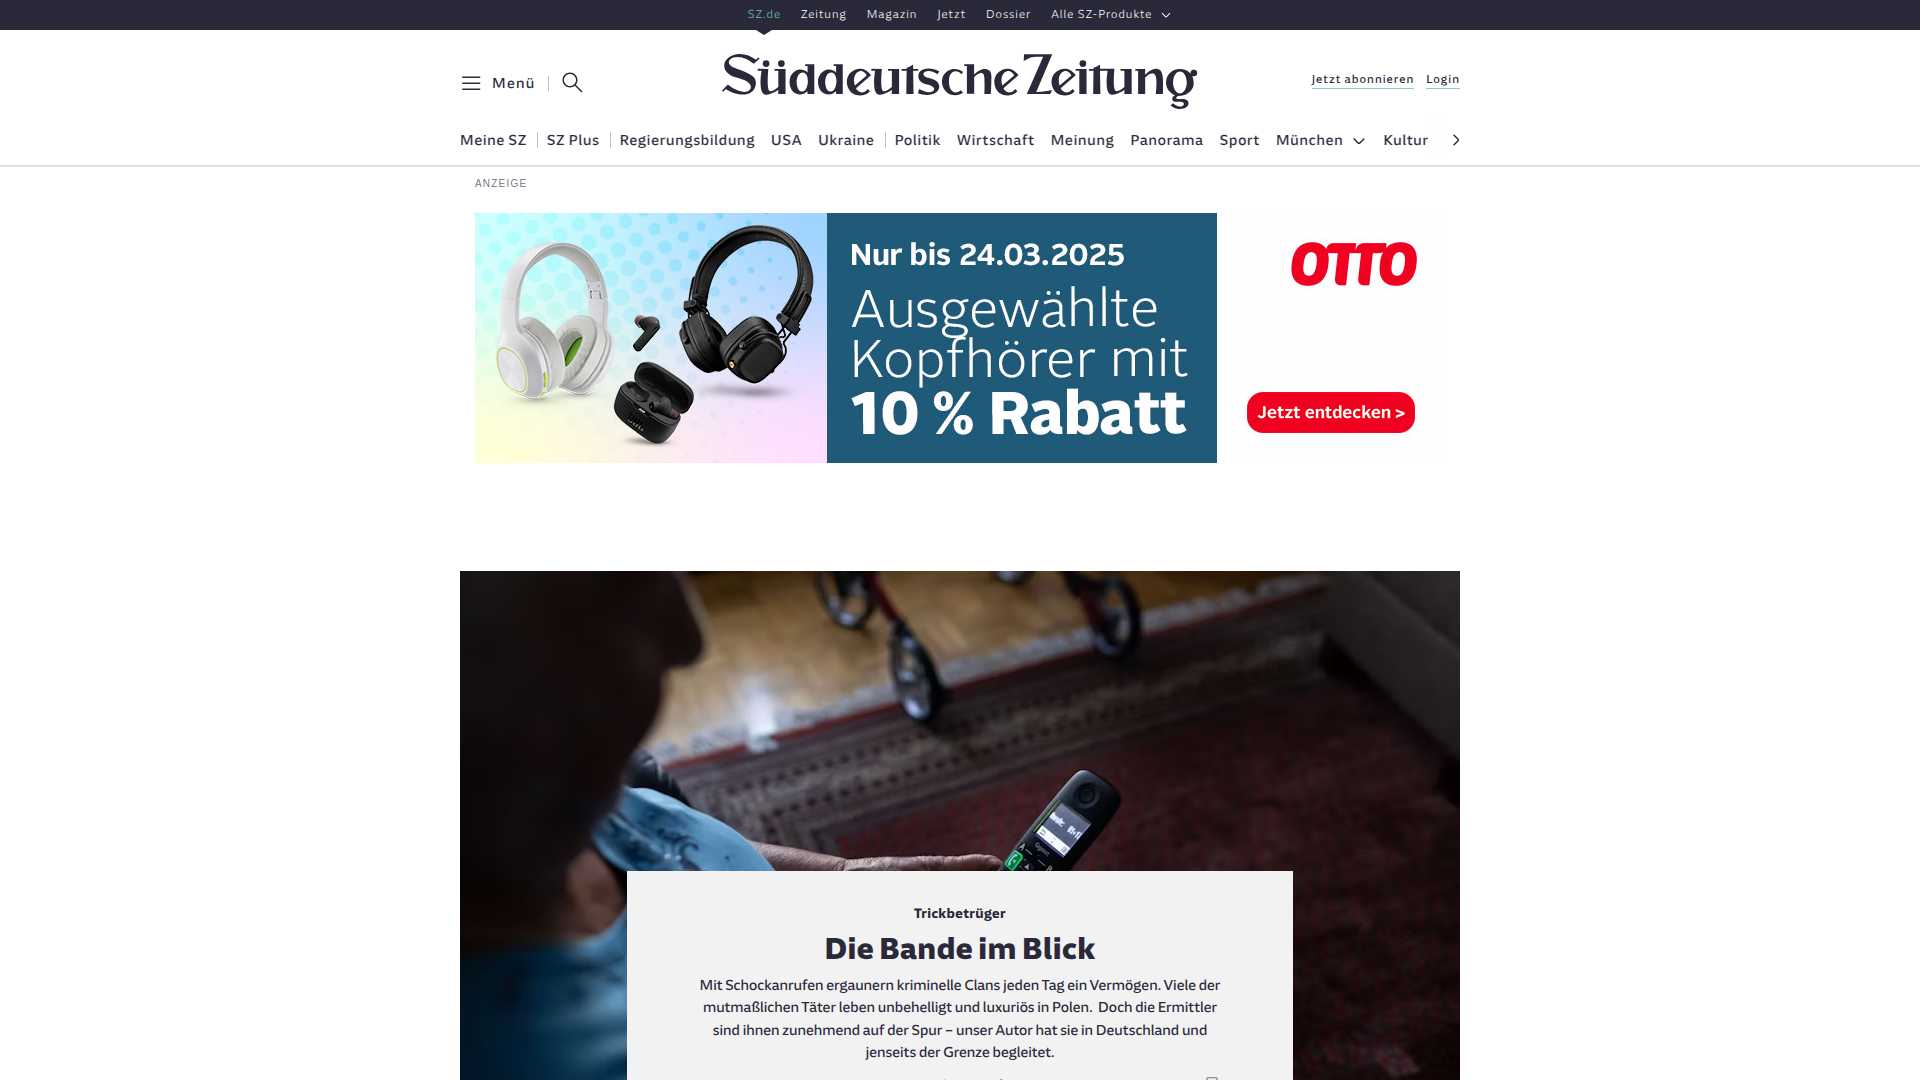 SZ.de Zeitung Magazin Jetzt Dossier Alle SZ-Produkte
Menü
Süddeutsche Zeitung
Jetzt abonnieren Login
Meine SZ SZ Plus Regierungsbildung USA Ukraine Politik Wirtschaft Meinung Panorama Sport München Kultur
ANZEIGE
Nur bis 24.03.2025
Ausgewählte
Kopfhörer mit
10 % Rabatt
OTTO
Jetzt entdecken >
Trickbetrüger
Die Bande im Blick
Mit Schockanrufen ergaunern kriminelle Clans jeden Tag ein Vermögen. Viele der
mutmaßlichen Täter leben unbehelligt und luxuriös in Polen. Doch die Ermittler
sind ihnen zunehmend auf der Spur – unser Autor hat sie in Deutschland und
jenseits der Grenze begleitet.